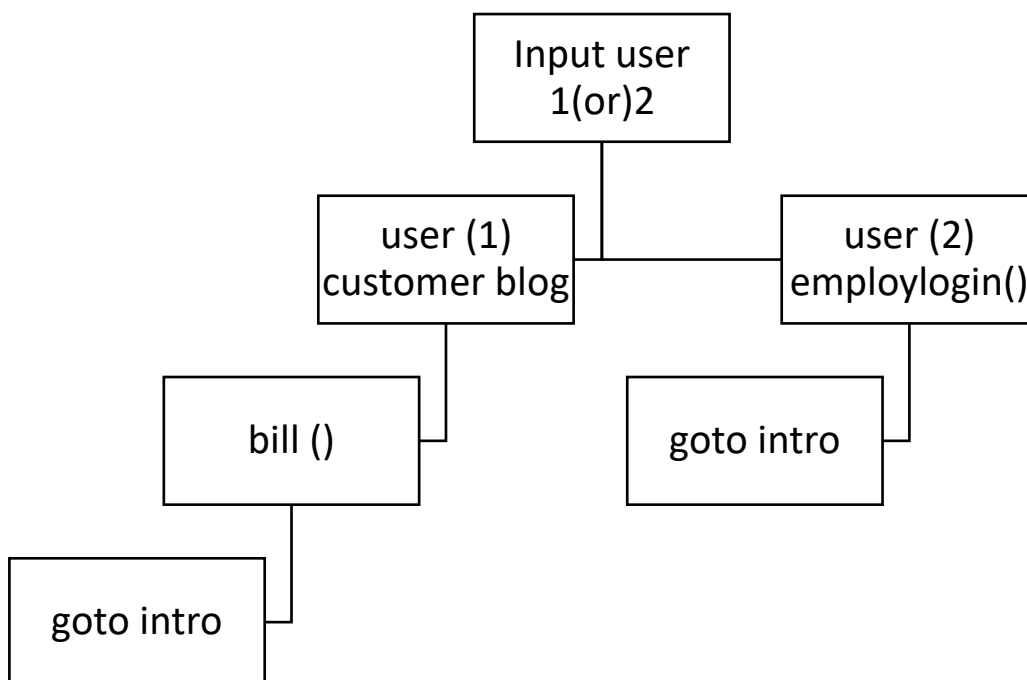 Input user
1(or)2
user (1)
customer blog
user (2)
employlogin()
bill ()
goto intro
goto intro